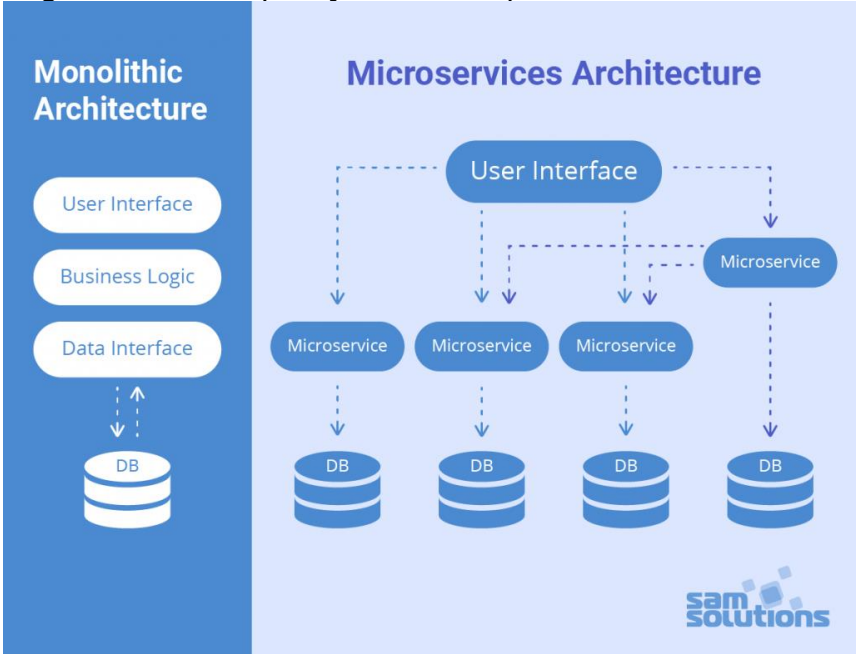 Monolithic
Architecture
User Interface
Business Logic
Data Interface
DB
Microservices Architecture
User Interface
Microservice
Microservice
Microservice
Microservice
DB
DB
DB
DB
sam
solutions